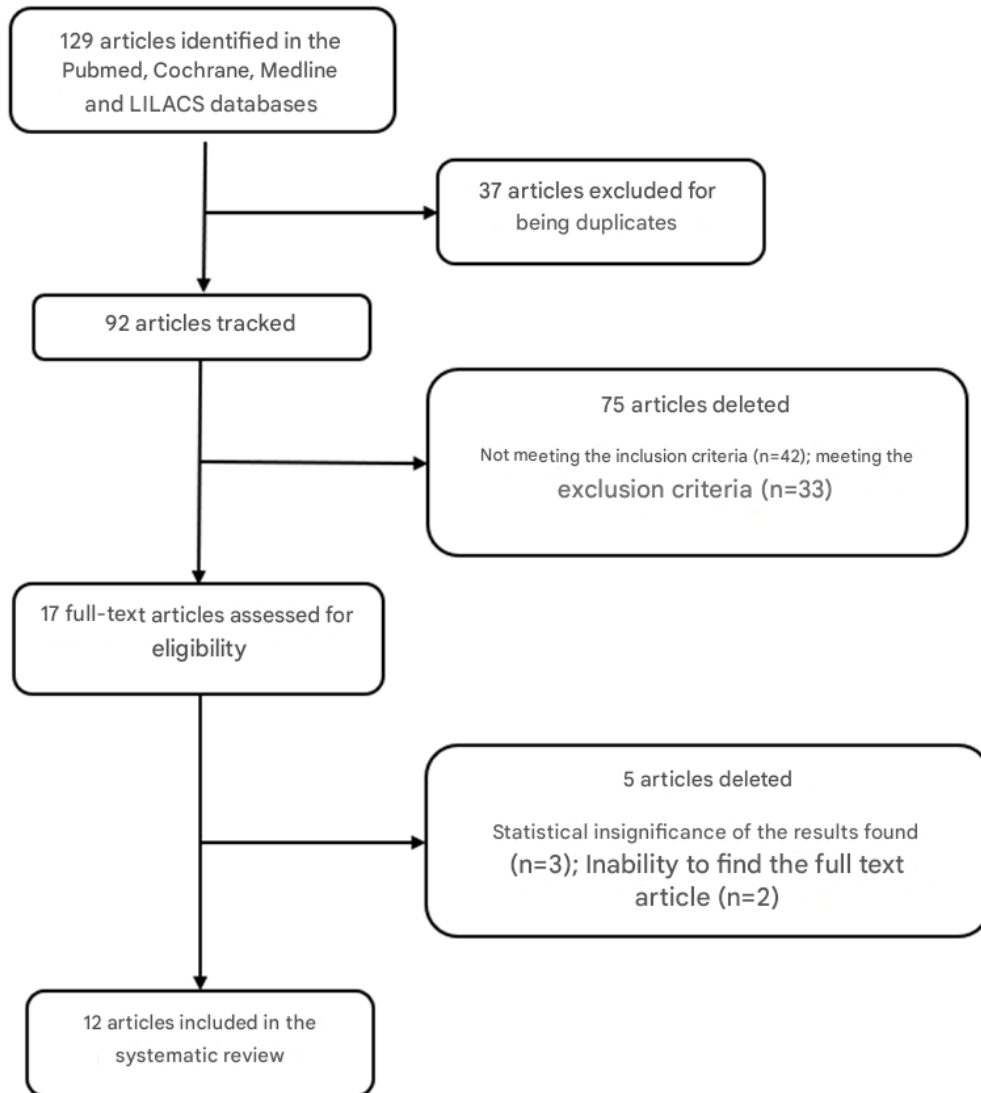 129 articles identified in the
Pubmed, Cochrane, Medline
and LILACS databases
37 articles excluded for
being duplicates
92 articles tracked
75 articles deleted
Not meeting the inclusion criteria (n=42); meeting the
exclusion criteria (n=33)
17 full-text articles assessed for
eligibility
5 articles deleted
Statistical insignificance of the results found
(n=3); Inability to find the full text
article (n=2)
12 articles included in the
systematic review